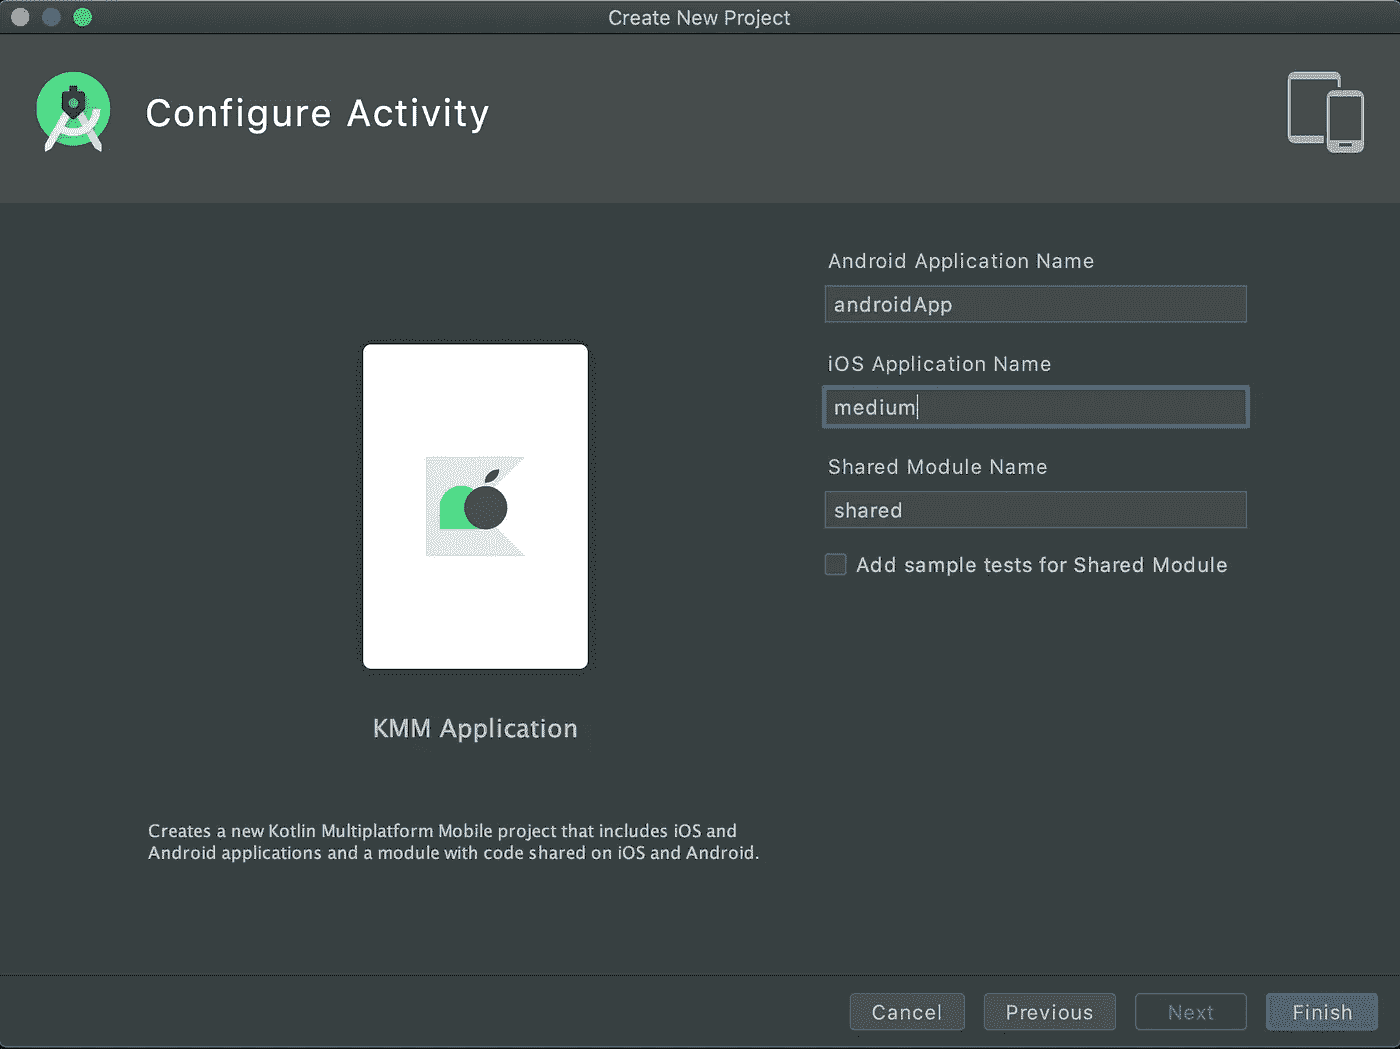 Create New Project
Configure Activity
Android Application Name
androidApp
iOS Application Name
medium
Shared Module Name
shared
Add sample tests for Shared Module
KMM Application
Creates a new Kotlin Multiplatform Mobile project that includes iOS and
Android applications and a module with code shared on iOS and Android.
Cancel
Previous
Next
Finish